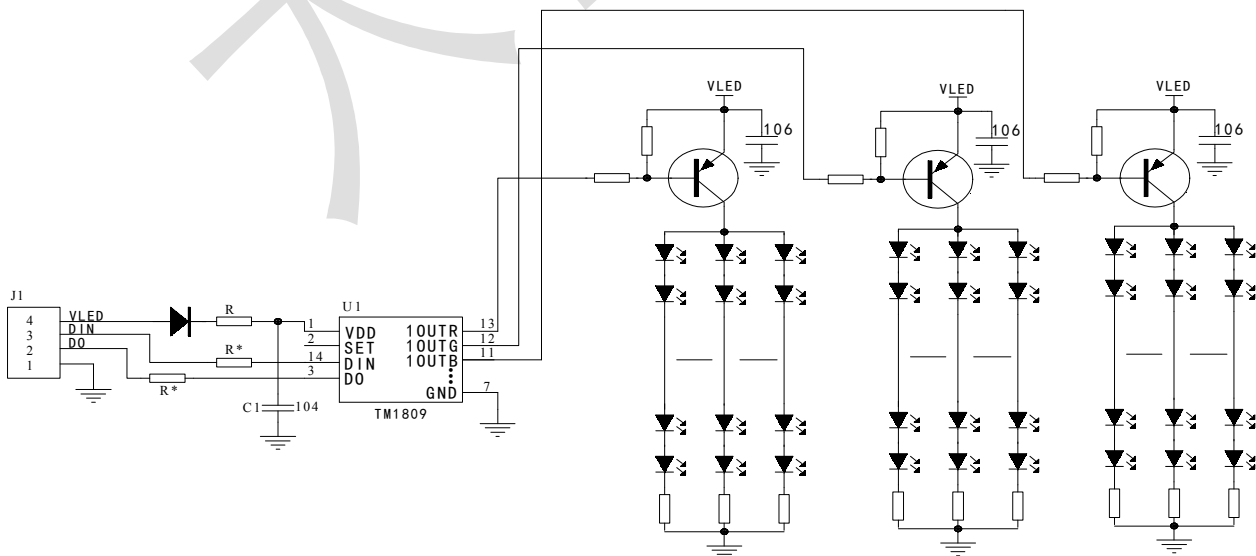 VLED
106
VLED
106
VLED
106
J1
4
3
2
1
VLED
DIN
DO
R
R*
R*
C1
104
U1
1
2
14
3
VDD
SET
DIN
DO
1OUTR
1OUTG
1OUTB
GND
13
12
11
7
TM1809